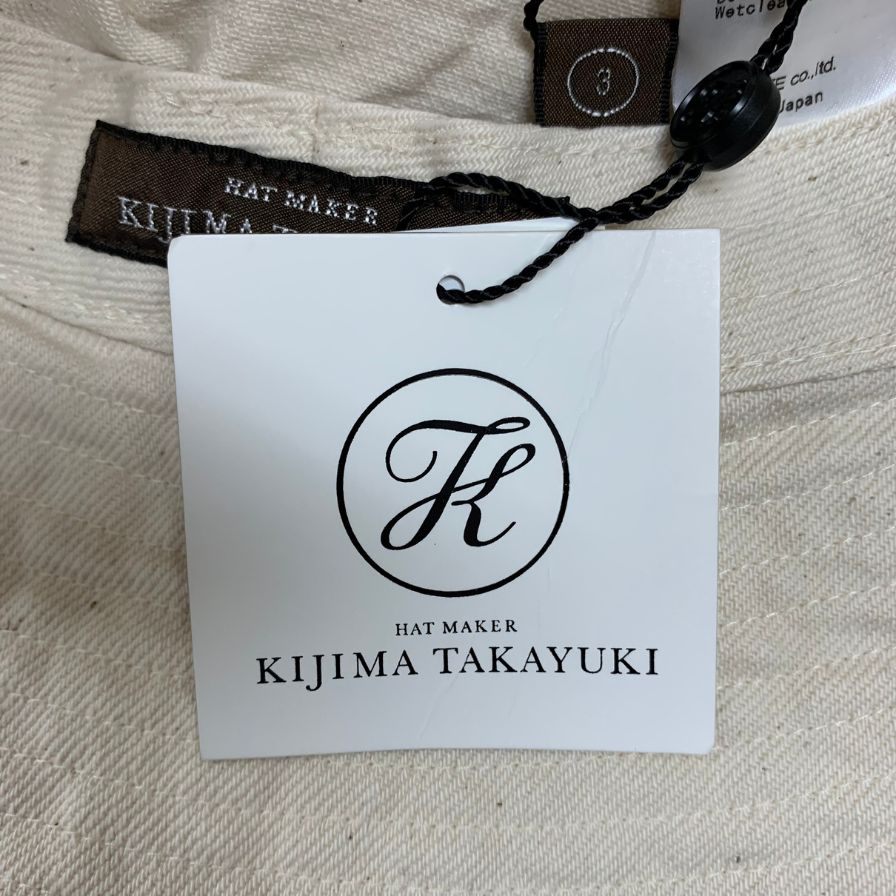 Wetclea
3
co.,ltd.
Japan
HAT MAKER
KIJIMA T
K
HAT MAKER
KIJIMA TAKAYUKI